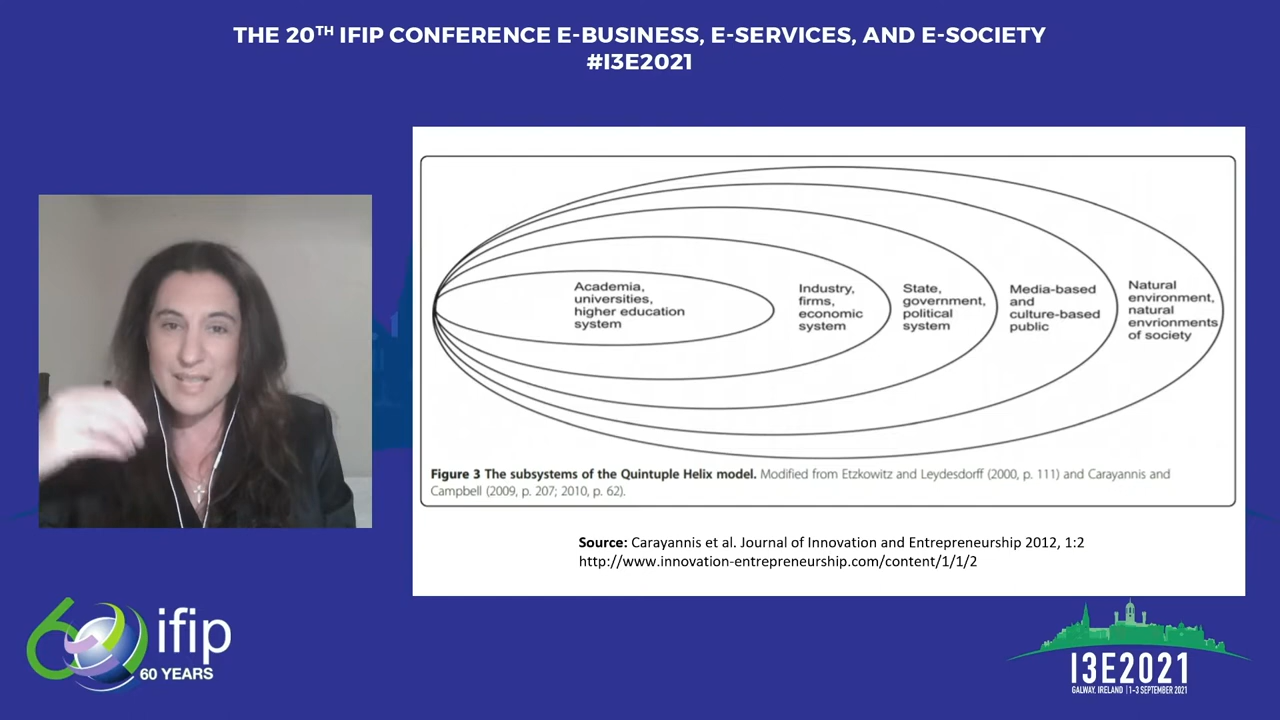 THE 20TH IFIP CONFERENCE E-BUSINESS, E-SERVICES, AND E-SOCIETY
#I3E2021
Academia,
universities,
higher education
system
Industry,
firms,
economic
system
State,
government,
political
system
Media-based
and
culture-based
public
Natural
environment,
natural
envrionments
of society
Figure 3 The subsystems of the Quintuple Helix model. Modified from Etzkowitz and Leydesdorff (2000, p. 111) and Carayannis and
Campbell (2009, p. 207; 2010, p. 62).
Source: Carayannis et al. Journal of Innovation and Entrepreneurship 2012, 1:2
http://www.innovation-entrepreneurship.com/content/1/1/2
60 ifip
60 YEARS
I3E2021
GALWAY, IRELAND | 1-3 SEPTEMBER 2021